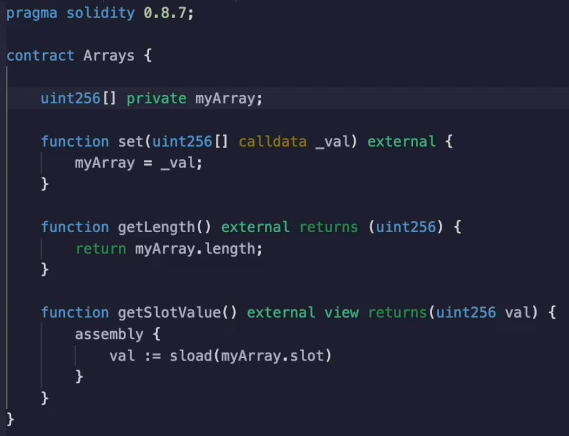 pragma solidity 0.8.7;
contract Arrays {
uint256[] private myArray;
function set(uint256[] calldata _val) external {
myArray = _val;
}
function getLength() external returns (uint256) {
return myArray.length;
}
function getSlotValue() external view returns(uint256 val) {
assembly {
val := sload(myArray.slot)
}
}
}